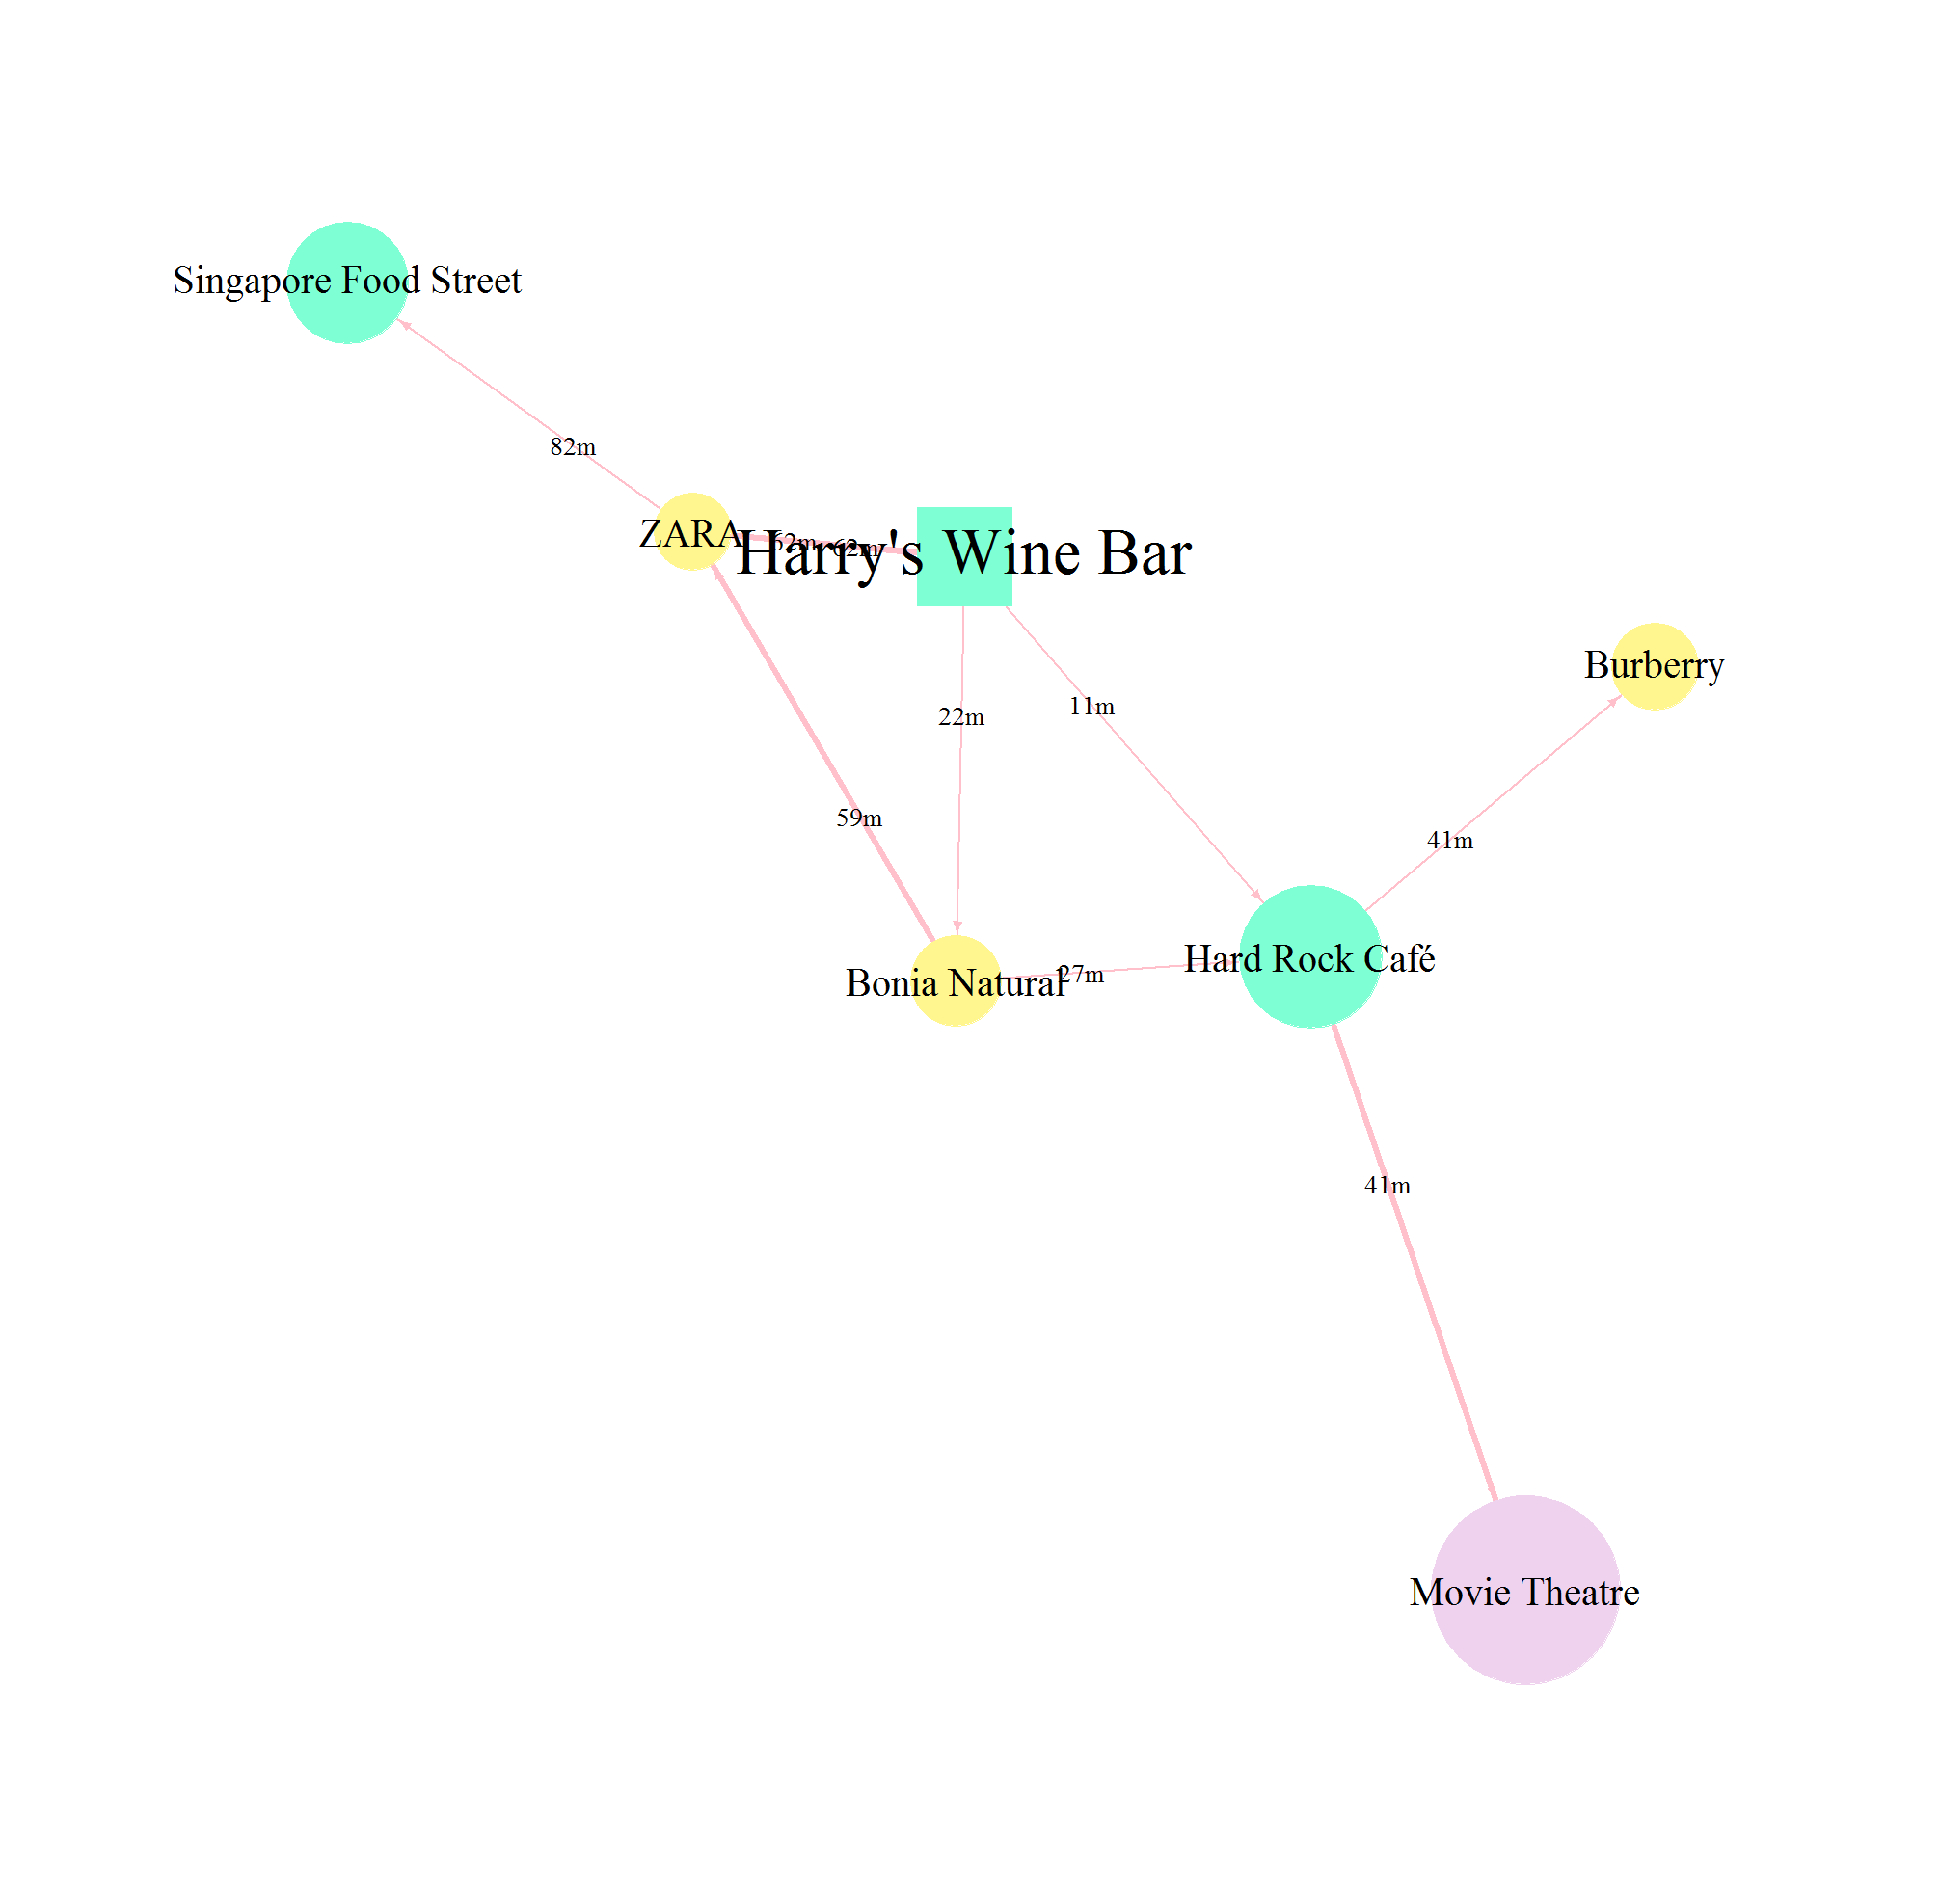 Singapore Food Street
82m
ZARA
62m
62m
Harry's Wine Bar
Burberry
22m
11m
59m
41m
Hard Rock Café
Bonia Natural
27m
41m
Movie Theatre